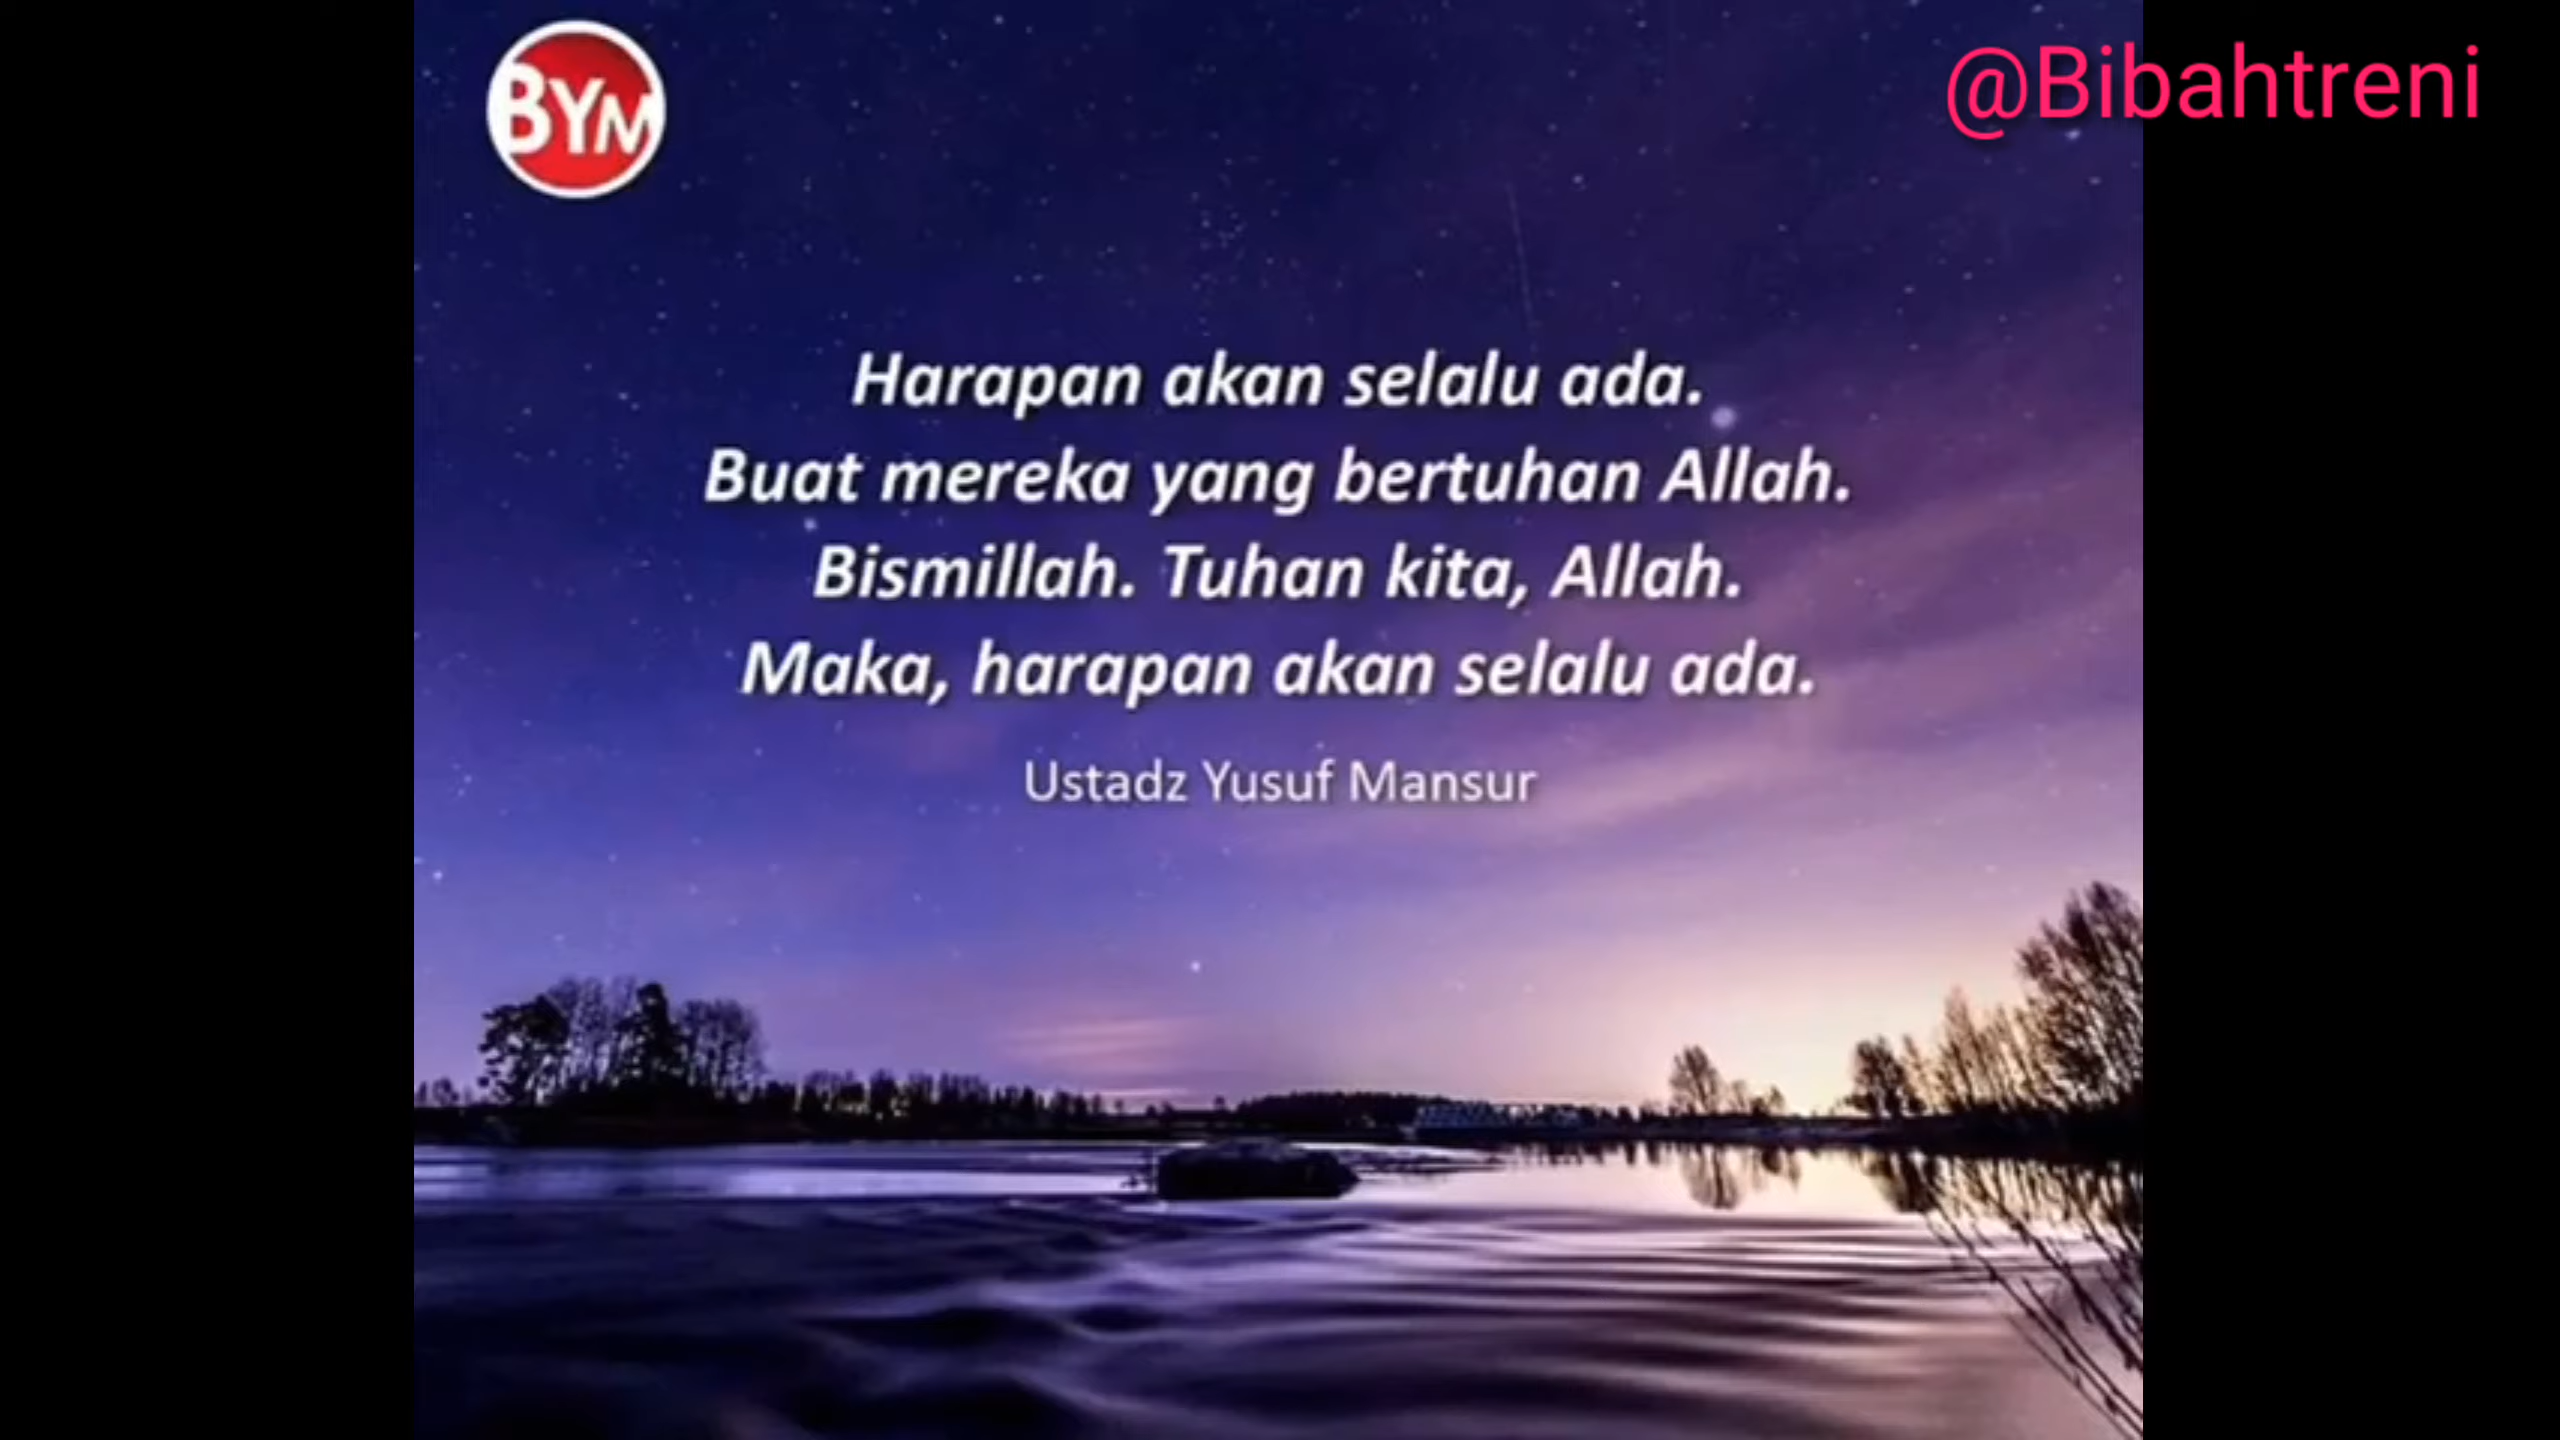 BYM
@Bibahtreni
Harapan akan selalu ada.
Buat mereka yang bertuhan Allah.
Bismillah. Tuhan kita, Allah.
Maka, harapan akan selalu ada.
Ustadz Yusuf Mansur